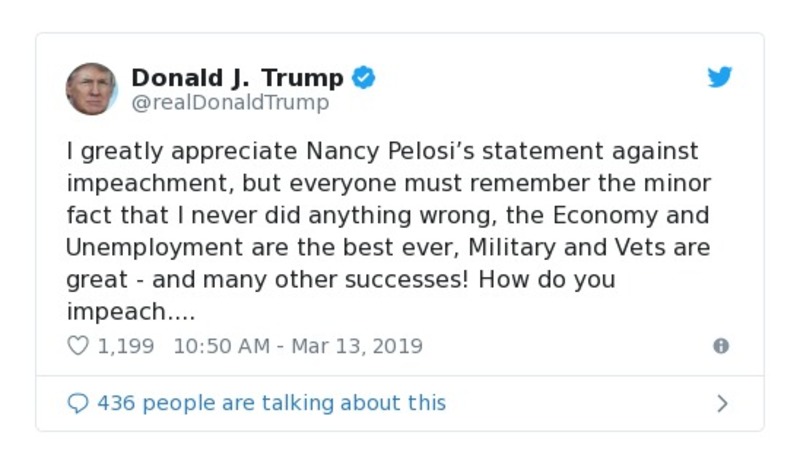 Donald J. Trump
@realDonaldTrump
I greatly appreciate Nancy Pelosi’s statement against
impeachment, but everyone must remember the minor
fact that I never did anything wrong, the Economy and
Unemployment are the best ever, Military and Vets are
great - and many other successes! How do you
impeach....
1,199 10:50 AM - Mar 13, 2019
436 people are talking about this